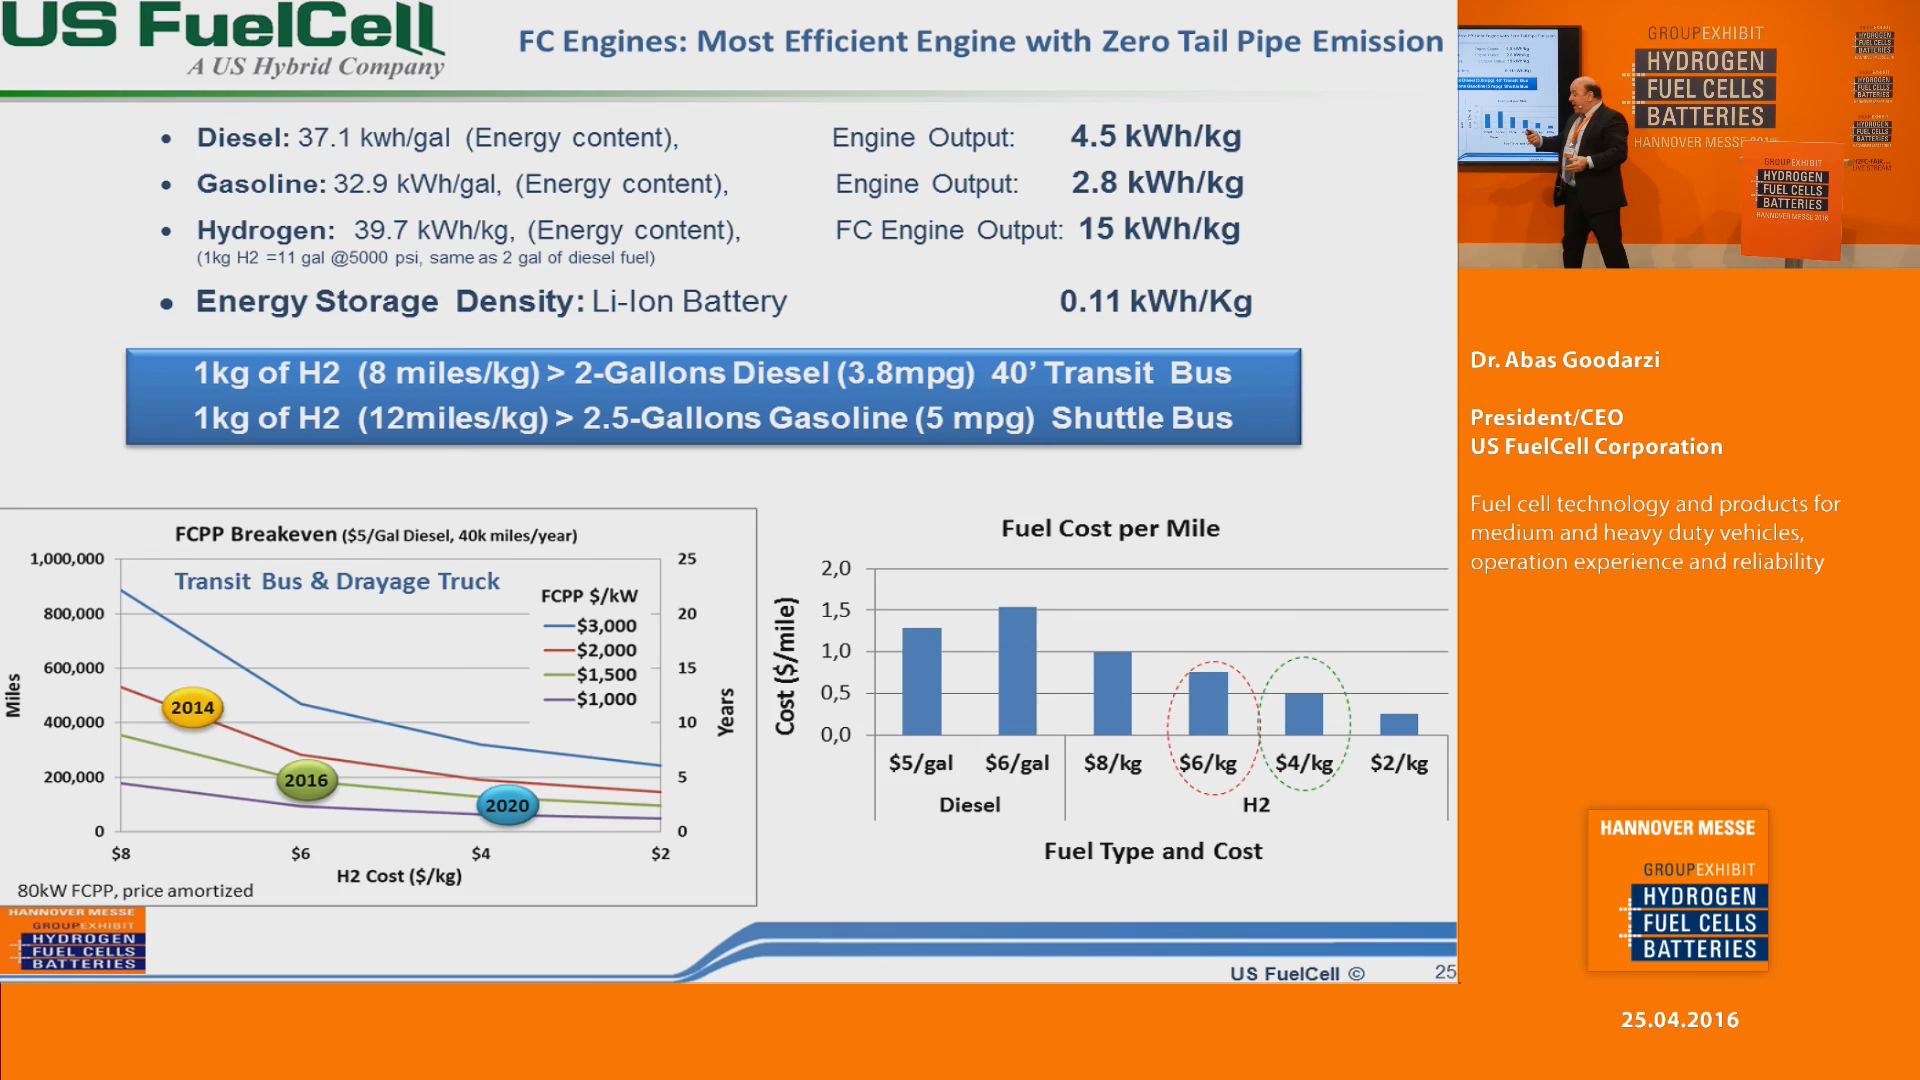 US FuelCell
A US Hybrid Company
FC Engines: Most Efficient Engine with Zero Tail Pipe Emission
• Diesel: 37.1 kwh/gal (Energy content), Engine Output: 4.5 kWh/kg
• Gasoline: 32.9 kWh/gal, (Energy content), Engine Output: 2.8 kWh/kg
• Hydrogen: 39.7 kWh/kg, (Energy content), FC Engine Output: 15 kWh/kg
(1kg H2 =11 gal @5000 psi, same as 2 gal of diesel fuel)
• Energy Storage Density: Li-Ion Battery 0.11 kWh/Kg
1kg of H2 (8 miles/kg) > 2-Gallons Diesel (3.8mpg) 40’ Transit Bus
1kg of H2 (12miles/kg) > 2.5-Gallons Gasoline (5 mpg) Shuttle Bus
FCPP Breakeven ($5/Gal Diesel, 40k miles/year)
Transit Bus & Drayage Truck
1,000,000
800,000
600,000
400,000
200,000
0
Miles
25
20
15
10
5
0
Years
FCPP $/kW
$3,000
$2,000
$1,500
$1,000
2014
2016
2020
$8 $6 $4 $2
H2 Cost ($/kg)
80kW FCPP, price amortized
Fuel Cost per Mile
2,0
1,5
1,0
0,5
0,0
Cost ($/mile)
$5/gal $6/gal $8/kg $6/kg $4/kg $2/kg
Diesel H2
Fuel Type and Cost
HANNOVER MESSE
GROUPEXHIBIT
HYDROGEN
FUEL CELLS
BATTERIES
US FuelCell © 25
GROUPEXHIBIT
HYDROGEN
FUEL CELLS
BATTERIES
HANNOVER MESSE
GROUPEXHIBIT
HYDROGEN
FUEL CELLS
BATTERIES
HANNOVER MESSE 2016
Dr. Abas Goodarzi
President/CEO
US FuelCell Corporation
Fuel cell technology and products for
medium and heavy duty vehicles,
operation experience and reliability
HANNOVER MESSE
GROUPEXHIBIT
HYDROGEN
FUEL CELLS
BATTERIES
25.04.2016